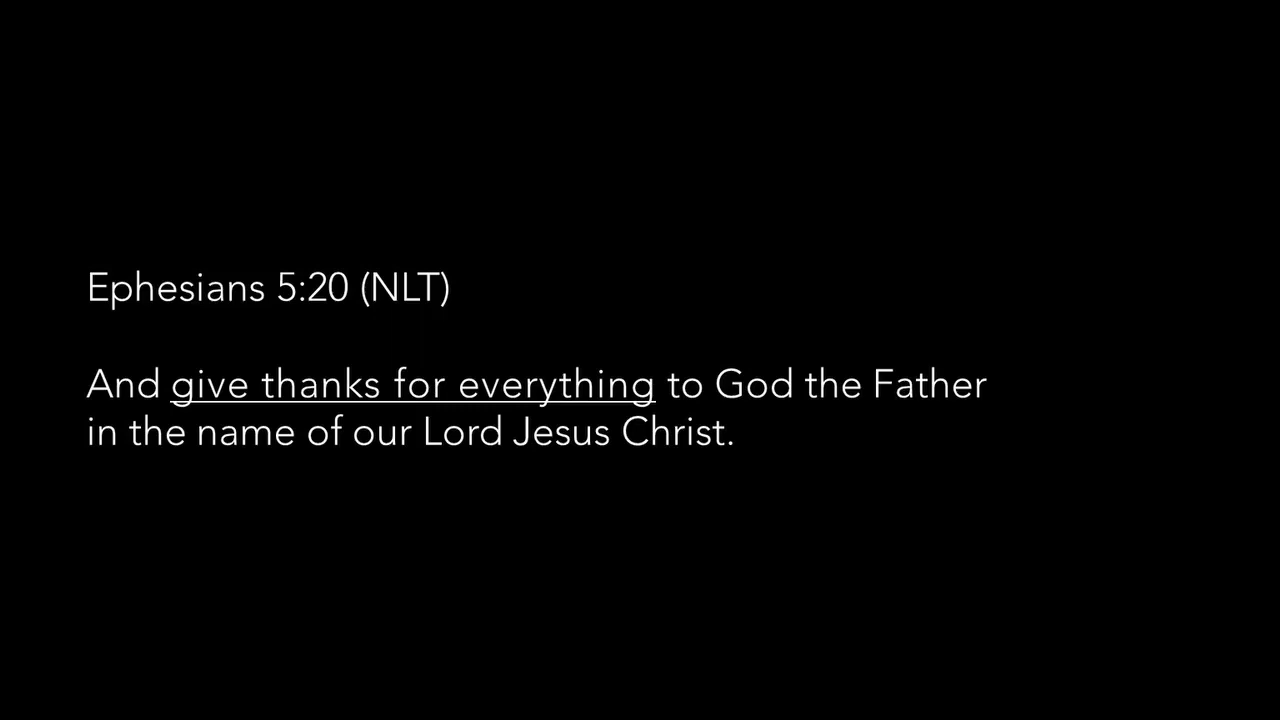 Ephesians 5:20 (NLT)
And give thanks for everything to God the Father
in the name of our Lord Jesus Christ.